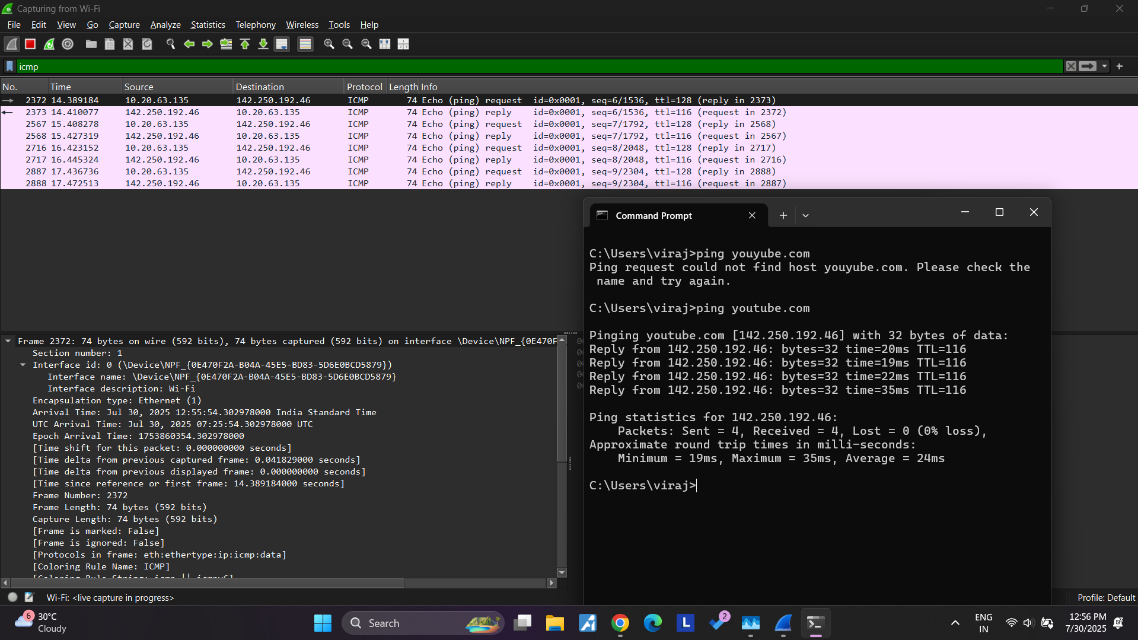 Capturing from Wi-Fi
File Edit View Go Capture Analyze Statistics Telephony Wireless Tools Help
icmp
No. Time Source Destination Protocol Length Info
2372 14.389184 10.20.63.135 142.250.192.46 ICMP 74 Echo (ping) request id=0x0001, seq=6/1536, ttl=128 (reply in 2373)
2373 14.410077 142.250.192.46 10.20.63.135 ICMP 74 Echo (ping) reply id=0x0001, seq=6/1536, ttl=116 (request in 2372)
2567 15.408278 10.20.63.135 142.250.192.46 ICMP 74 Echo (ping) request id=0x0001, seq=7/1792, ttl=128 (reply in 2568)
2568 15.427319 142.250.192.46 10.20.63.135 ICMP 74 Echo (ping) reply id=0x0001, seq=7/1792, ttl=116 (request in 2567)
2716 16.423152 10.20.63.135 142.250.192.46 ICMP 74 Echo (ping) request id=0x0001, seq=8/2048, ttl=128 (reply in 2717)
2717 16.445324 142.250.192.46 10.20.63.135 ICMP 74 Echo (ping) reply id=0x0001, seq=8/2048, ttl=116 (request in 2716)
2887 17.436736 10.20.63.135 142.250.192.46 ICMP 74 Echo (ping) request id=0x0001, seq=9/2304, ttl=128 (reply in 2888)
2888 17.472513 142.250.192.46 10.20.63.135 ICMP 74 Echo (ping) reply id=0x0001, seq=9/2304, ttl=116 (request in 2887)
Frame 2372: 74 bytes on wire (592 bits), 74 bytes captured (592 bits) on interface \Device\NPF_{0E470F
Section number: 1
Interface id: 0 (\Device\NPF_{0E470F2A-B04A-45E5-BD83-5D6E0BCD5879})
Interface name: \Device\NPF_{0E470F2A-B04A-45E5-BD83-5D6E0BCD5879}
Interface description: Wi-Fi
Encapsulation type: Ethernet (1)
Arrival Time: Jul 30, 2025 12:55:54.302978000 India Standard Time
UTC Arrival Time: Jul 30, 2025 07:25:54.302978000 UTC
Epoch Arrival Time: 1753860354.302978000
[Time shift for this packet: 0.000000000 seconds]
[Time delta from previous captured frame: 0.041829000 seconds]
[Time delta from previous displayed frame: 0.000000000 seconds]
[Time since reference or first frame: 14.389184000 seconds]
Frame Number: 2372
Frame Length: 74 bytes (592 bits)
Capture Length: 74 bytes (592 bits)
[Frame is marked: False]
[Frame is ignored: False]
[Protocols in frame: eth:ethertype:ip:icmp:data]
[Coloring Rule Name: ICMP]
[Coloring Rule String: icmp || icmpv6]
Command Prompt
C:\Users\viraj>ping youyube.com
Ping request could not find host youyube.com. Please check the
name and try again.
C:\Users\viraj>ping youtube.com
Pinging youtube.com [142.250.192.46] with 32 bytes of data:
Reply from 142.250.192.46: bytes=32 time=20ms TTL=116
Reply from 142.250.192.46: bytes=32 time=19ms TTL=116
Reply from 142.250.192.46: bytes=32 time=22ms TTL=116
Reply from 142.250.192.46: bytes=32 time=35ms TTL=116
Ping statistics for 142.250.192.46:
Packets: Sent = 4, Received = 4, Lost = 0 (0% loss),
Approximate round trip times in milli-seconds:
Minimum = 19ms, Maximum = 35ms, Average = 24ms
C:\Users\viraj>
Wi-Fi: <live capture in progress>
Profile: Default
6
30°C
Cloudy
Search
L
2
ENG
IN
12:56 PM
7/30/2025